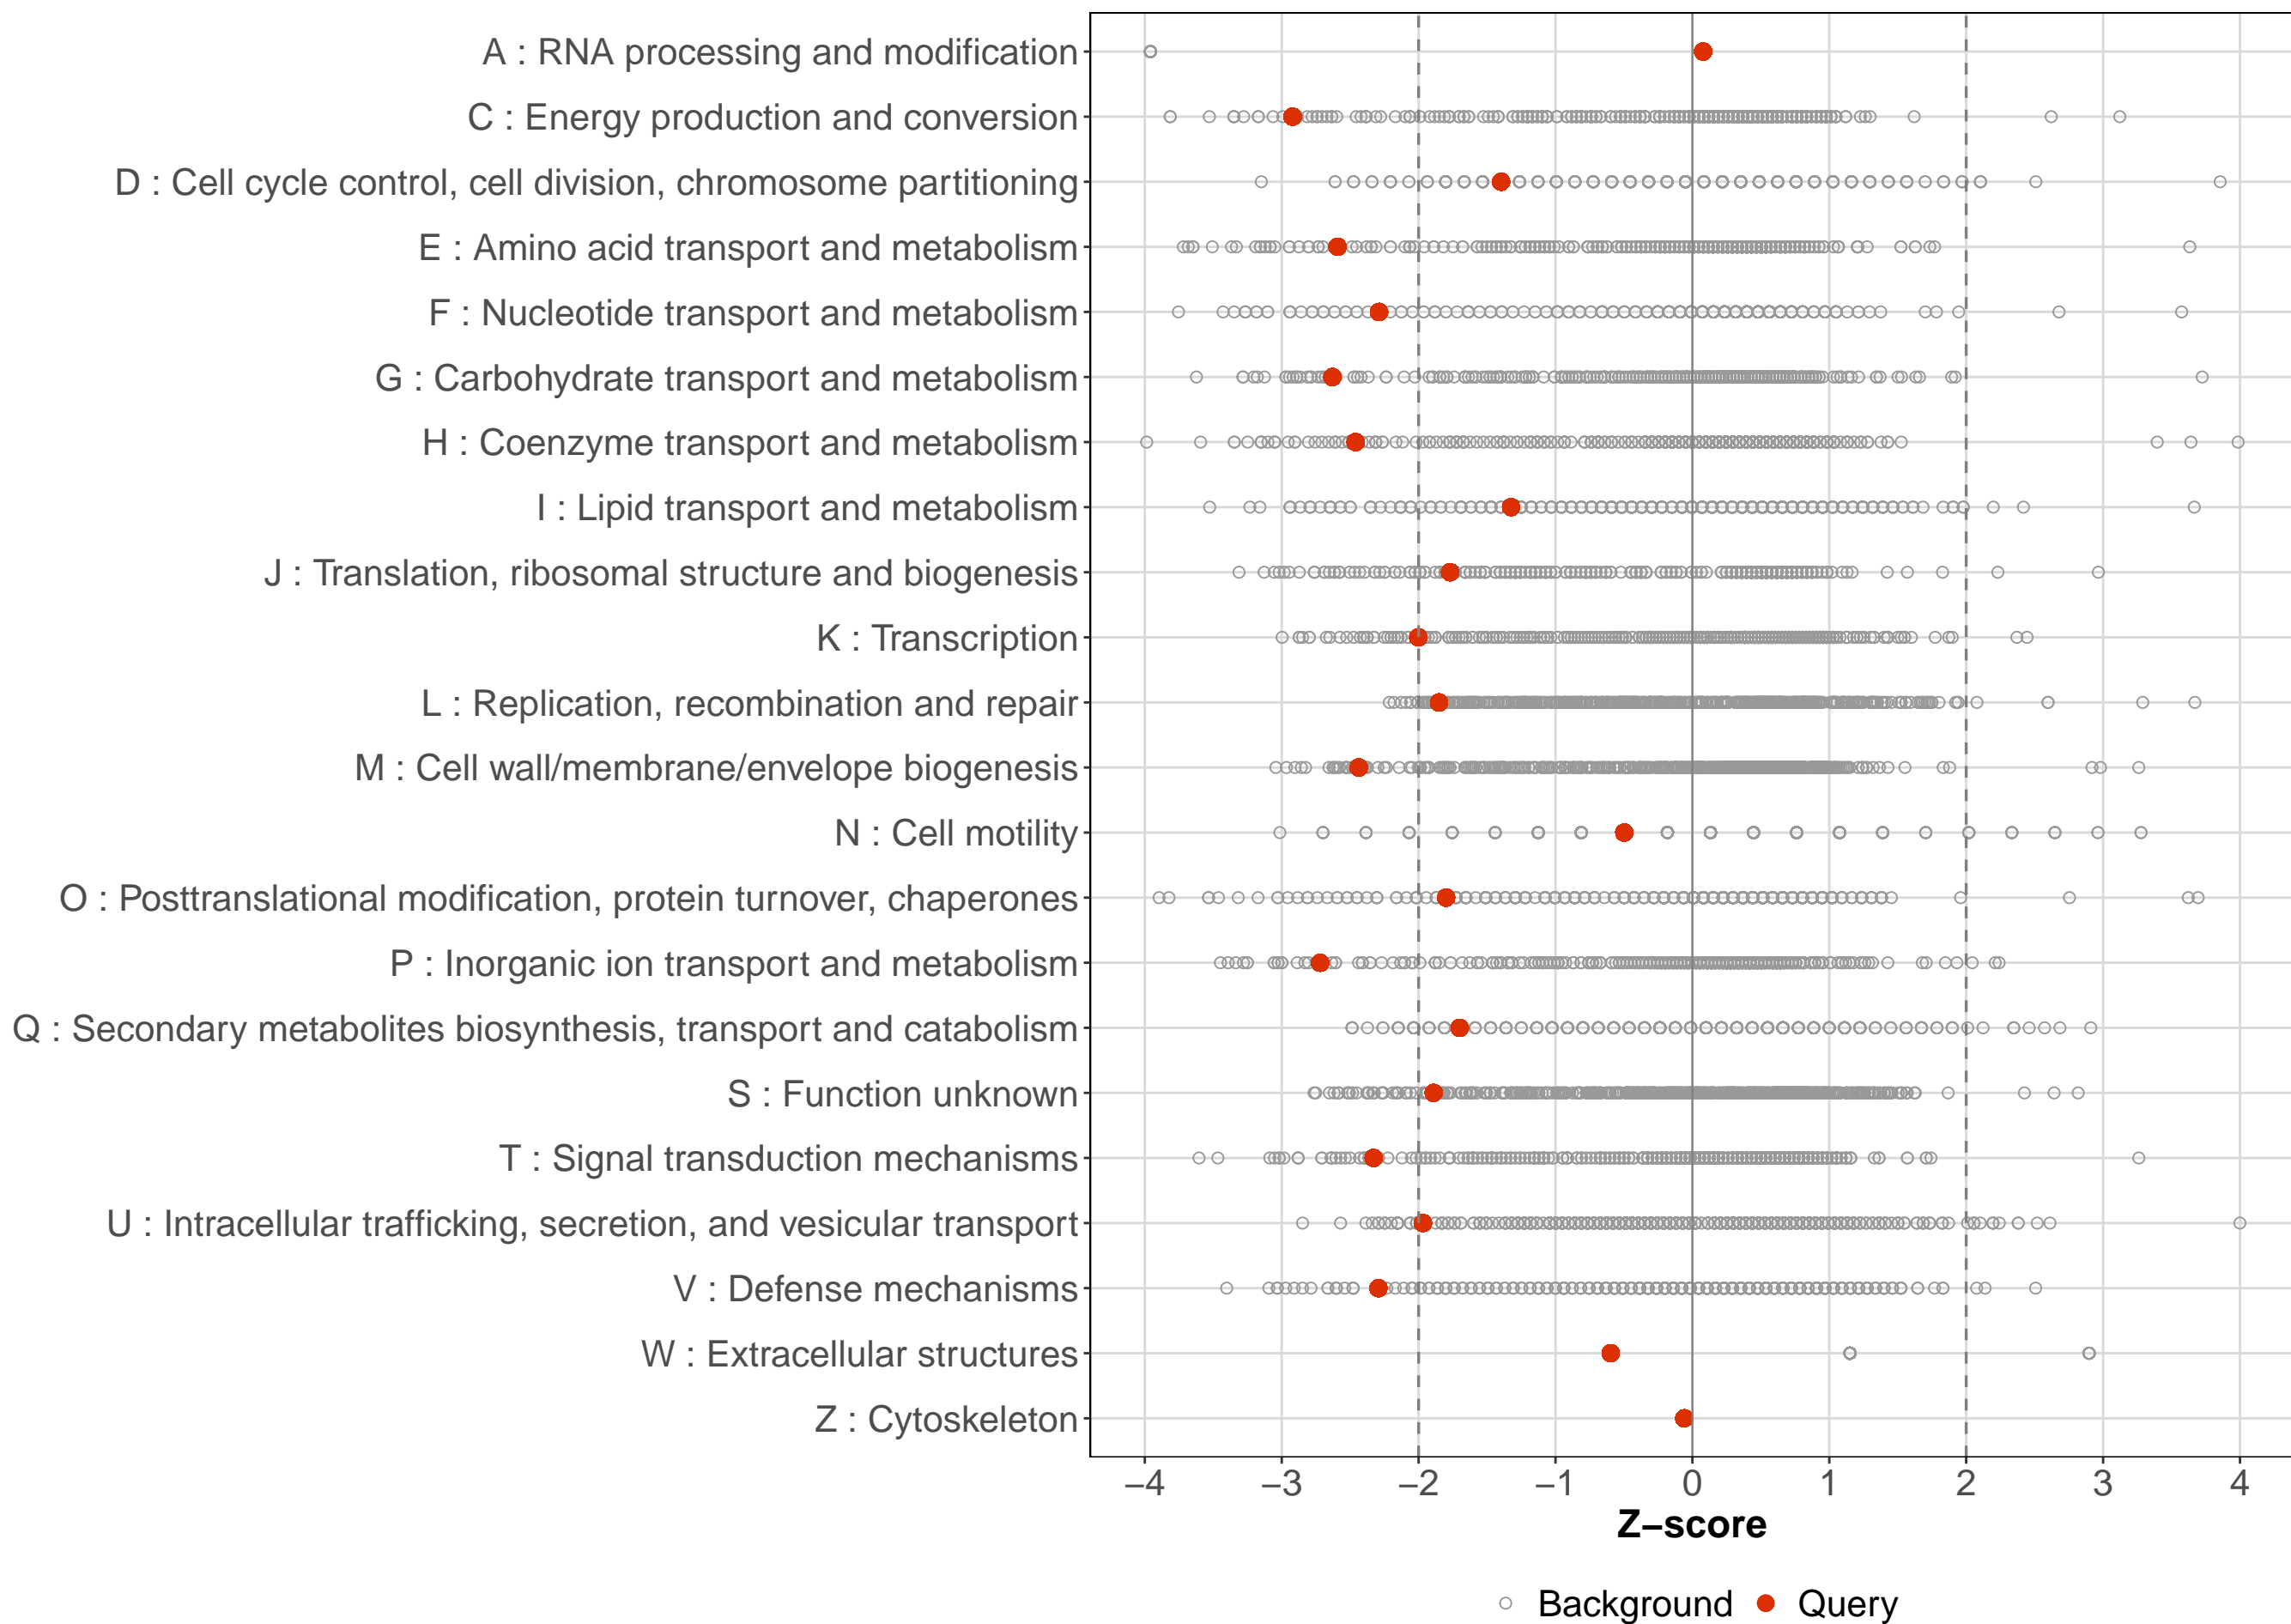 A : RNA processing and modification
C : Energy production and conversion
D : Cell cycle control, cell division, chromosome partitioning
E : Amino acid transport and metabolism
F : Nucleotide transport and metabolism
G : Carbohydrate transport and metabolism
H : Coenzyme transport and metabolism
I : Lipid transport and metabolism
J : Translation, ribosomal structure and biogenesis
K : Transcription
L : Replication, recombination and repair
M : Cell wall/membrane/envelope biogenesis
N : Cell motility
O : Posttranslational modification, protein turnover, chaperones
P : Inorganic ion transport and metabolism
Q : Secondary metabolites biosynthesis, transport and catabolism
S : Function unknown
T : Signal transduction mechanisms
U : Intracellular trafficking, secretion, and vesicular transport
V : Defense mechanisms
W : Extracellular structures
Z : Cytoskeleton
−4 −3 −2 −1 0 1 2 3 4
Z−score
Background Query